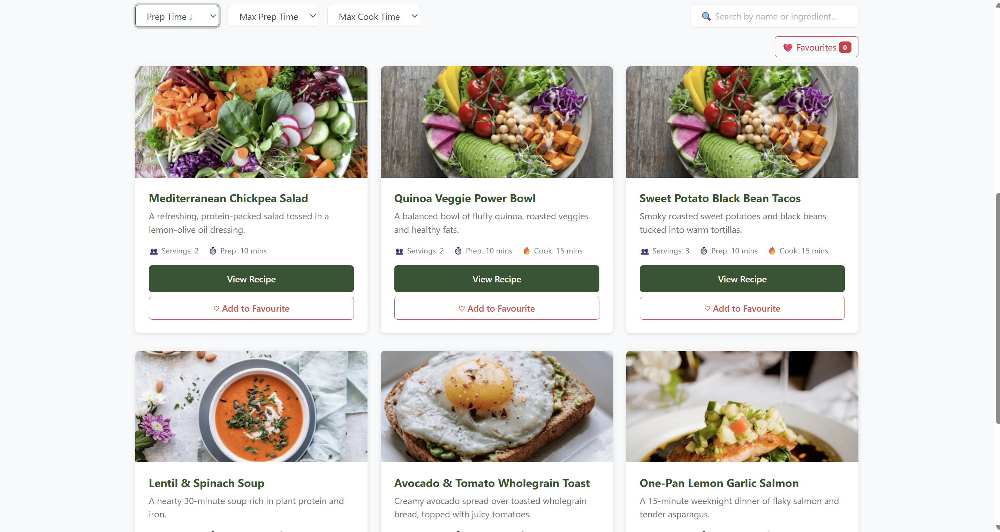 Prep Time ↓
Max Prep Time
Max Cook Time
Search by name or ingredient...
Favourites 0
Mediterranean Chickpea Salad
A refreshing, protein-packed salad tossed in a
lemon-olive oil dressing.
Servings: 2 Prep: 10 mins
View Recipe
♡ Add to Favourite
Quinoa Veggie Power Bowl
A balanced bowl of fluffy quinoa, roasted veggies
and healthy fats.
Servings: 2 Prep: 10 mins Cook: 15 mins
View Recipe
♡ Add to Favourite
Sweet Potato Black Bean Tacos
Smoky roasted sweet potatoes and black beans
tucked into warm tortillas.
Servings: 3 Prep: 10 mins Cook: 15 mins
View Recipe
♡ Add to Favourite
Lentil & Spinach Soup
A hearty 30-minute soup rich in plant protein and
iron.
Avocado & Tomato Wholegrain Toast
Creamy avocado spread over toasted wholegrain
bread, topped with juicy tomatoes.
One-Pan Lemon Garlic Salmon
A 15-minute weeknight dinner of flaky salmon and
tender asparagus.